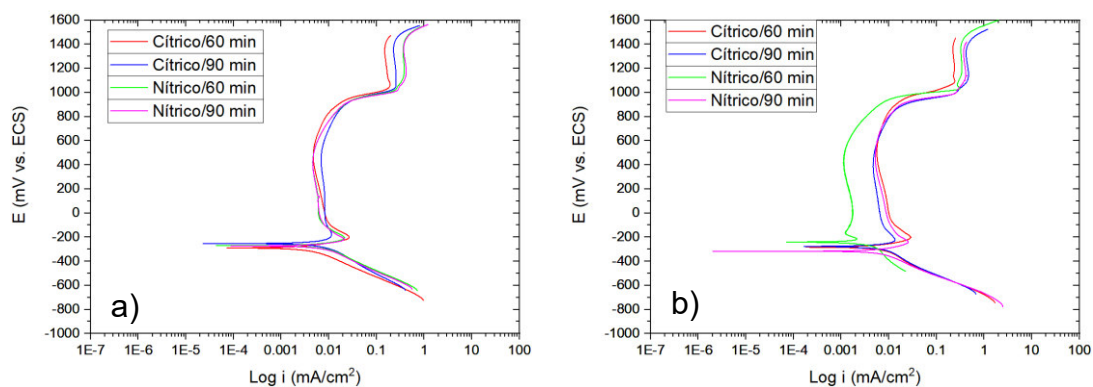 1600
1400
1200
1000
800
600
400
200
0
-200
-400
-600
-800
-1000
E (mV vs. ECS)
Cítrico/60 min
Cítrico/90 min
Nítrico/60 min
Nítrico/90 min
a)
1E-7 1E-6 1E-5 1E-4 0.001 0.01 0.1 1 10 100
Log i (mA/cm²)
1600
1400
1200
1000
800
600
400
200
0
-200
-400
-600
-800
-1000
E (mV vs. ECS)
Cítrico/60 min
Cítrico/90 min
Nítrico/60 min
Nítrico/90 min
b)
1E-7 1E-6 1E-5 1E-4 0.001 0.01 0.1 1 10 100
Log i (mA/cm²)